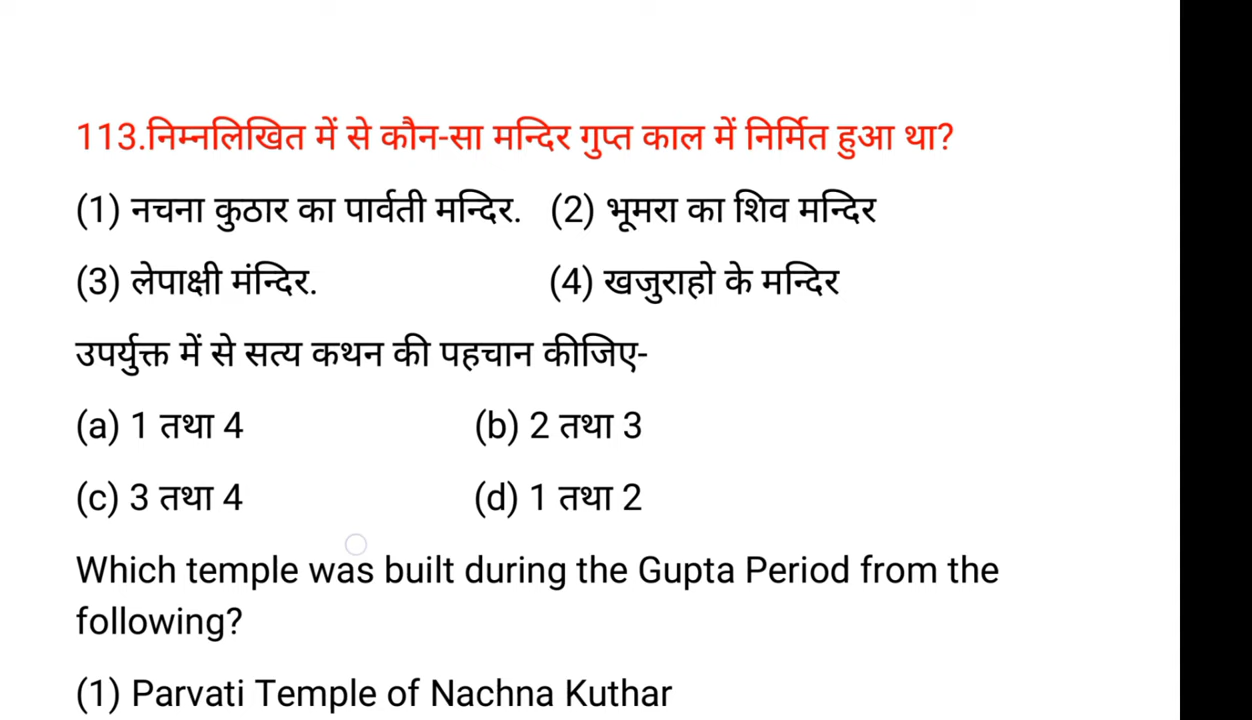 113.निम्नलिखित में से कौन-सा मन्दिर गुप्त काल में निर्मित हुआ था?
(1) नचना कुठार का पार्वती मन्दिर. (2) भूमरा का शिव मन्दिर
(3) लेपाक्षी मंन्दिर. (4) खजुराहो के मन्दिर
उपर्युक्त में से सत्य कथन की पहचान कीजिए-
(a) 1 तथा 4 (b) 2 तथा 3
(c) 3 तथा 4 (d) 1 तथा 2
Which temple was built during the Gupta Period from the
following?
(1) Parvati Temple of Nachna Kuthar